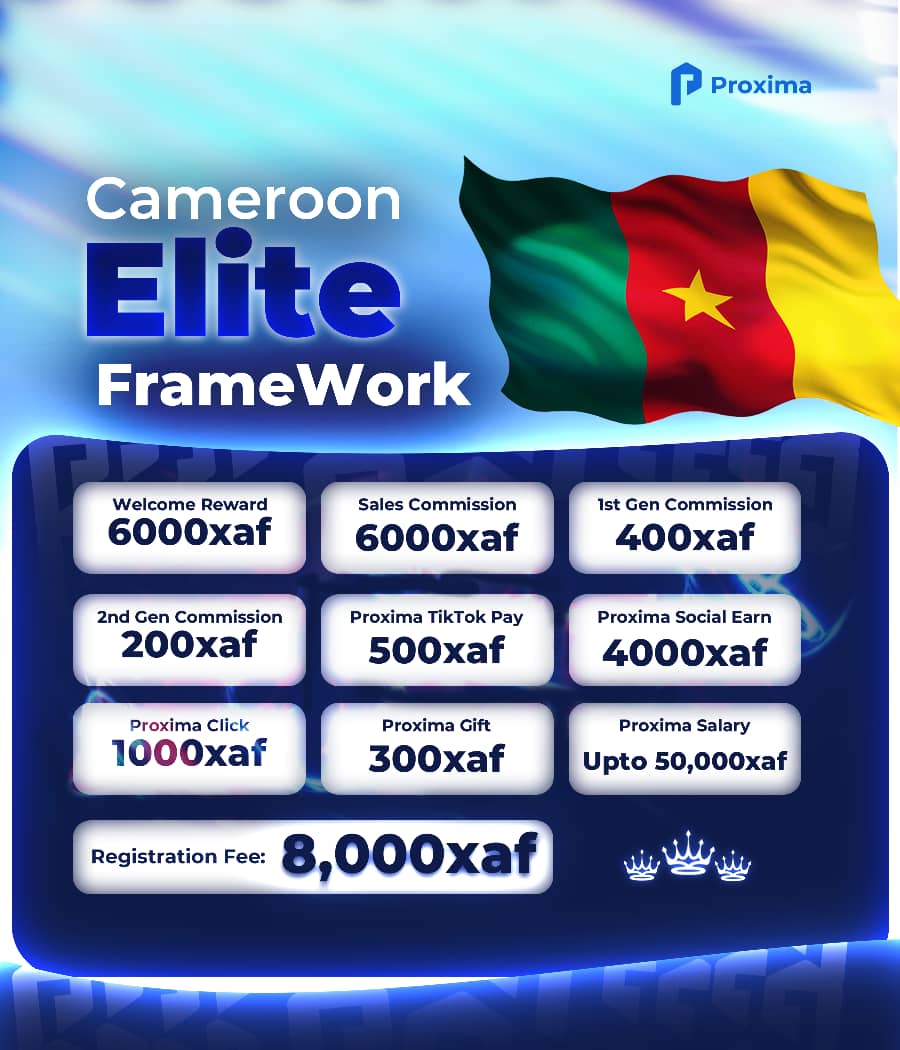 Proxima
Cameroon
Elite
FrameWork
Welcome Reward
6000xaf
Sales Commission
6000xaf
1st Gen Commission
400xaf
2nd Gen Commission
200xaf
Proxima TikTok Pay
500xaf
Proxima Social Earn
4000xaf
Proxima Click
1000xaf
Proxima Gift
300xaf
Proxima Salary
Upto 50,000xaf
Registration Fee: 8,000xaf